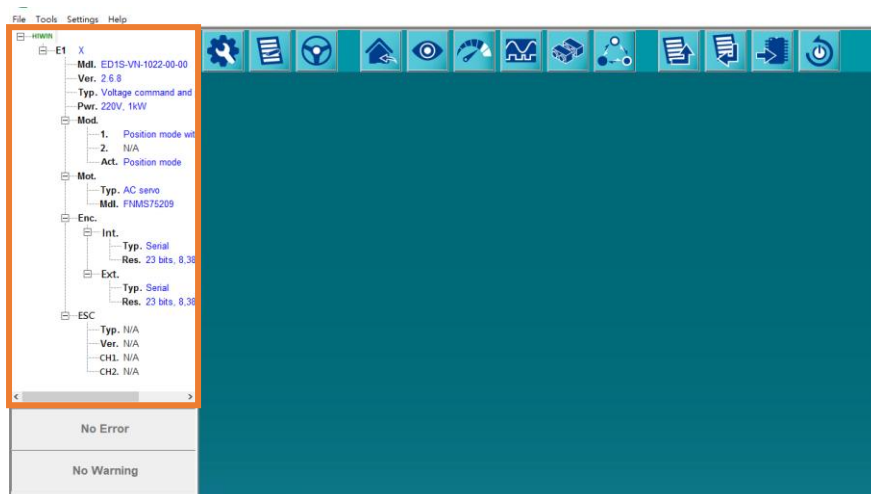 File Tools Settings Help
HIWIN
E1 X
Mdl. ED1S-VN-1022-00-00
Ver. 2.6.8
Typ. Voltage command and
Pwr. 220V, 1kW
Mod.
1. Position mode wit
2. N/A
Act. Position mode
Mot.
Typ. AC servo
Mdl. FNMS75209
Enc.
Int.
Typ. Serial
Res. 23 bits, 8,38
Ext.
Typ. Serial
Res. 23 bits, 8,38
ESC
Typ. N/A
Ver. N/A
CH1. N/A
CH2. N/A
No Error
No Warning